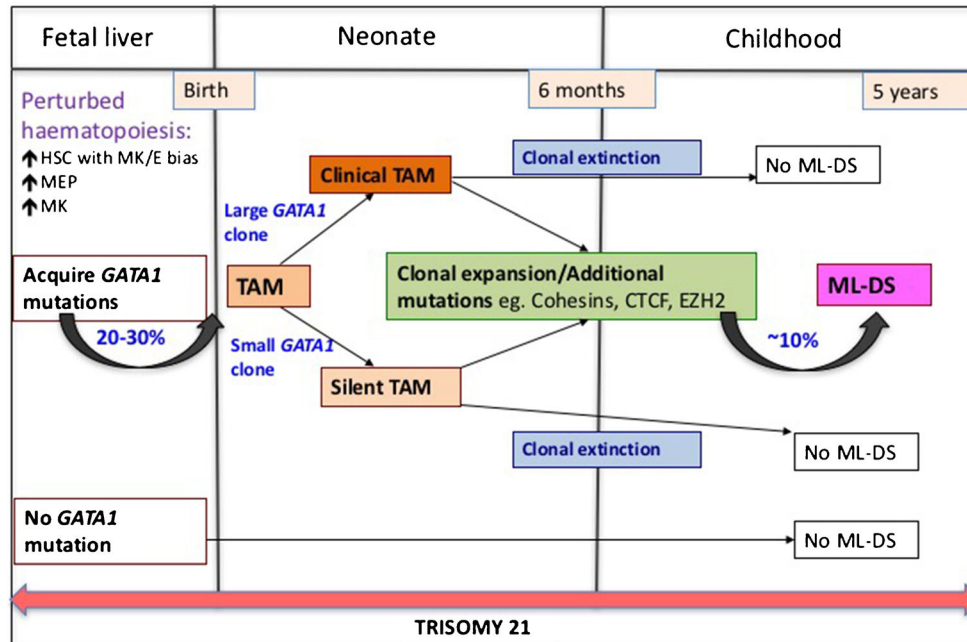 Fetal liver
Neonate
Childhood
Birth
6 months
5 years
Perturbed
haematopoiesis:
↑HSC with MK/E bias
↑MEP
↑MK
Clinical TAM
Clonal extinction
No ML-DS
Large GATA1
clone
Acquire GATA1
mutations
20-30%
TAM
Clonal expansion/Additional
mutations eg. Cohesins, CTCF, EZH2
ML-DS
~10%
Small GATA1
clone
Silent TAM
Clonal extinction
No ML-DS
No GATA1
mutation
No ML-DS
TRISOMY 21